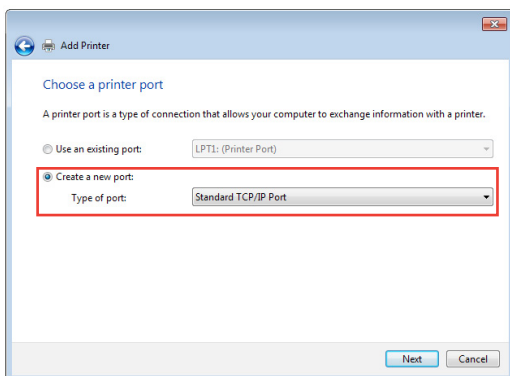 Add Printer
Choose a printer port
A printer port is a type of connection that allows your computer to exchange information with a printer.
Use an existing port: LPT1: (Printer Port)
Create a new port:
Type of port: Standard TCP/IP Port
Next Cancel